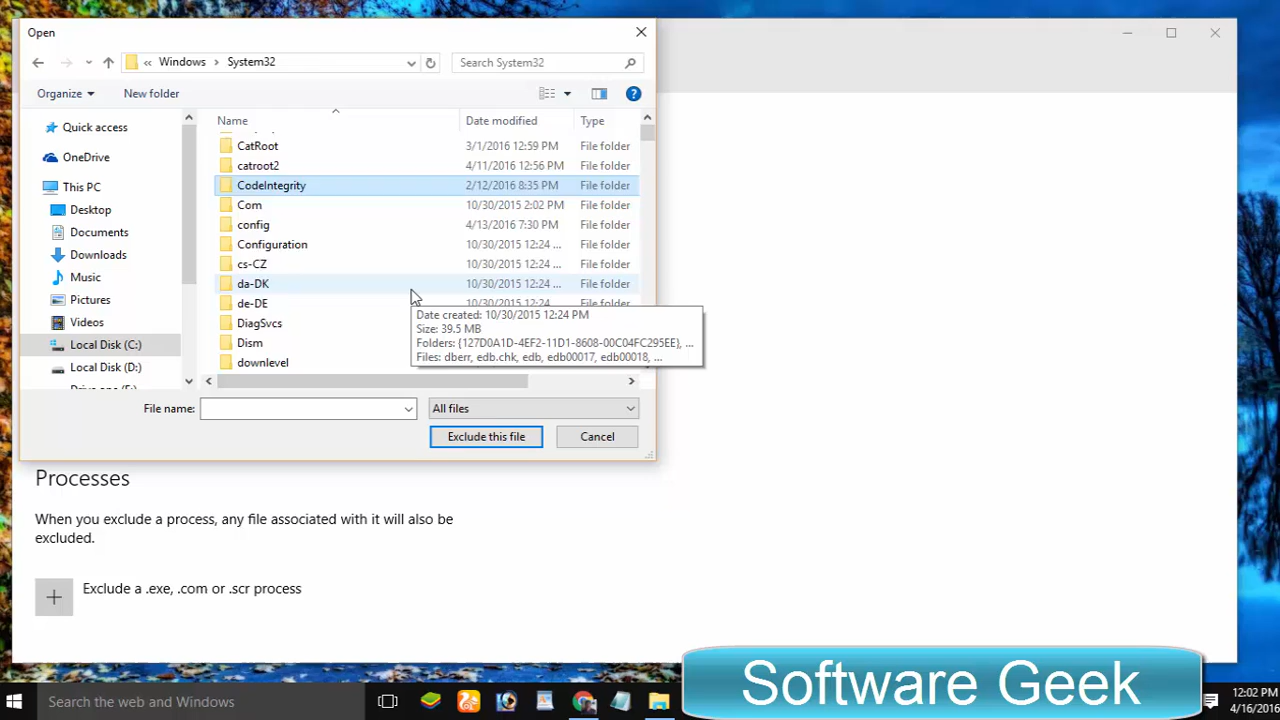 Open
« Windows > System32
Search System32
Organize
New folder
Name
Date modified
Type
Quick access
OneDrive
This PC
Desktop
Documents
Downloads
Music
Pictures
Videos
Local Disk (C:)
Local Disk (D:)
CatRoot 3/1/2016 12:59 PM File folder
catroot2 4/11/2016 12:56 PM File folder
CodeIntegrity 2/12/2016 8:35 PM File folder
Com 10/30/2015 2:02 PM File folder
config 4/13/2016 7:30 PM File folder
Configuration 10/30/2015 12:24 ... File folder
cs-CZ 10/30/2015 12:24 ... File folder
da-DK 10/30/2015 12:24 ... File folder
de-DE 10/30/2015 12:24 File folder
DiagSvcs
Dism
downlevel
Date created: 10/30/2015 12:24 PM
Size: 39.5 MB
Folders: {127D0A1D-4EF2-11D1-8608-00C04FC295EE}, ...
Files: dberr, edb.chk, edb, edb00017, edb00018, ...
File name:
All files
Exclude this file
Cancel
Processes
When you exclude a process, any file associated with it will also be
excluded.
Exclude a .exe, .com or .scr process
Software Geek
Search the web and Windows
12:02 PM
4/16/2016